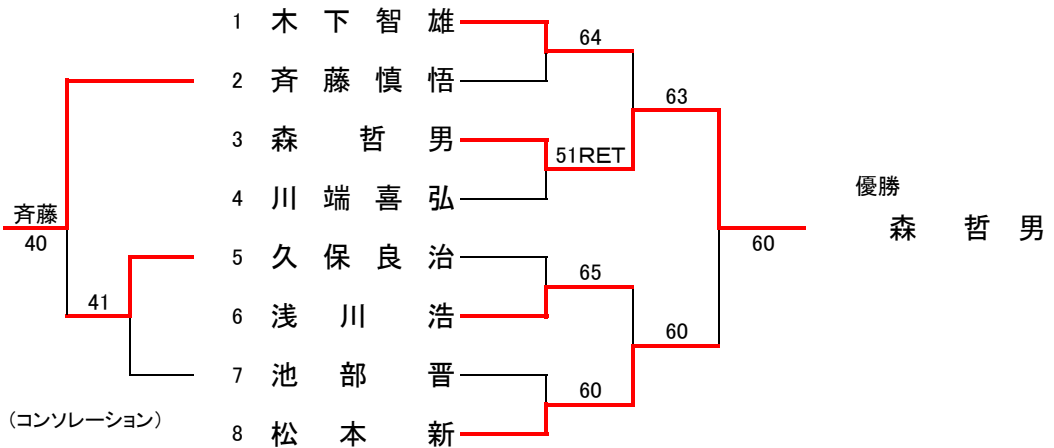 1 木下智雄
64
2 斉藤慎悟
63
3 森哲男
51RET
4 川端喜弘
優勝
森哲男
斉藤
40
60
5 久保良治
65
41
6 浅川浩
60
7 池部晋
60
(コンソレーション)
8 松本新